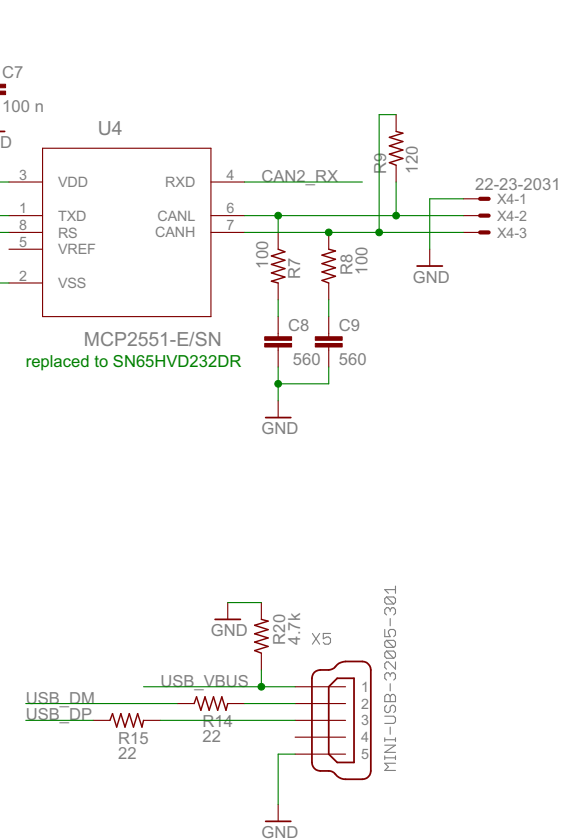 C7
100 n
D
U4
3 VDD RXD 4 CAN2_RX
1 TXD CANL 6
8 RS CANH 7
5 VREF
2 VSS
R9
120
22-23-2031
X4-1
X4-2
X4-3
GND
100
R7
R8
100
C8
560
C9
560
GND
MCP2551-E/SN
replaced to SN65HVD232DR
GND
R20
4.7k
X5
MINI-USB-32005-301
USB_VBUS
USB_DM
USB_DP
R14
22
R15
22
1
2
3
4
5
GND